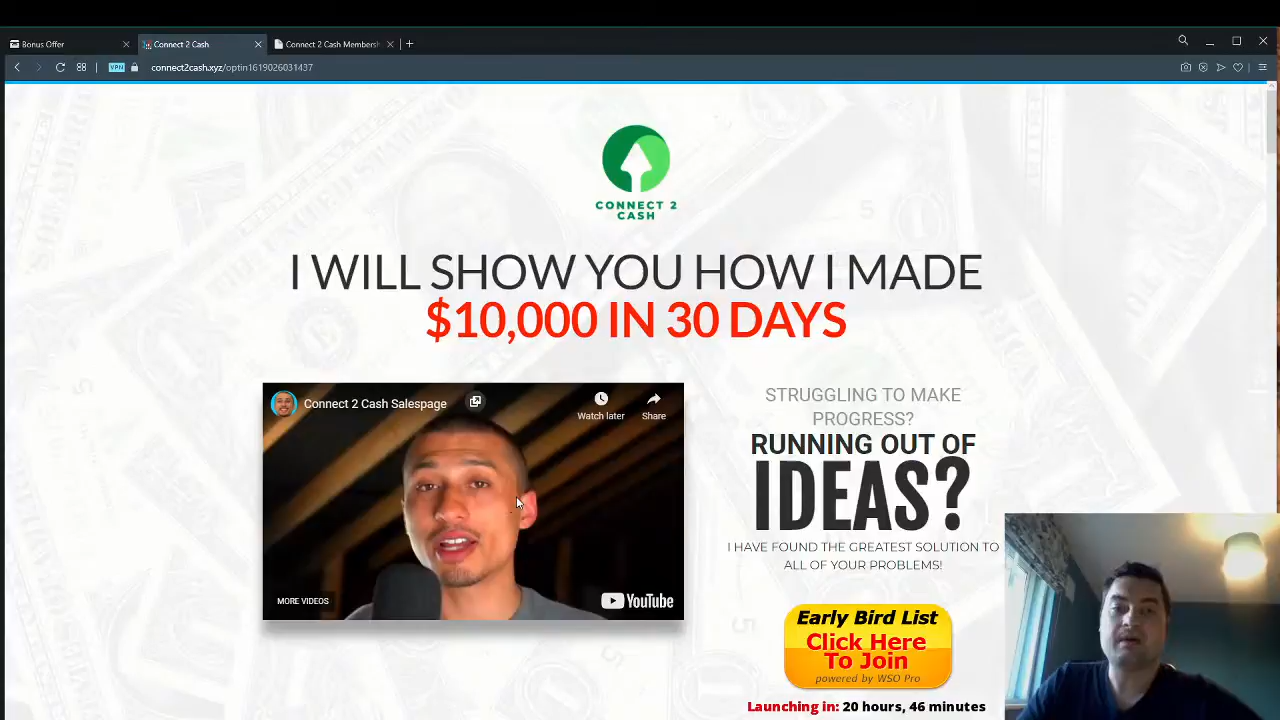 Bonus Offer
Connect 2 Cash
Connect 2 Cash Membersh
VPN
connect2cash.xyz/optin1619026031437
CONNECT 2
CASH
I WILL SHOW YOU HOW I MADE
$10,000 IN 30 DAYS
Connect 2 Cash Salespage
Watch later
Share
MORE VIDEOS
YouTube
STRUGGLING TO MAKE
PROGRESS?
RUNNING OUT OF
IDEAS?
I HAVE FOUND THE GREATEST SOLUTION TO
ALL OF YOUR PROBLEMS!
Early Bird List
Click Here
To Join
powered by WSO Pro
Launching in: 20 hours, 46 minutes